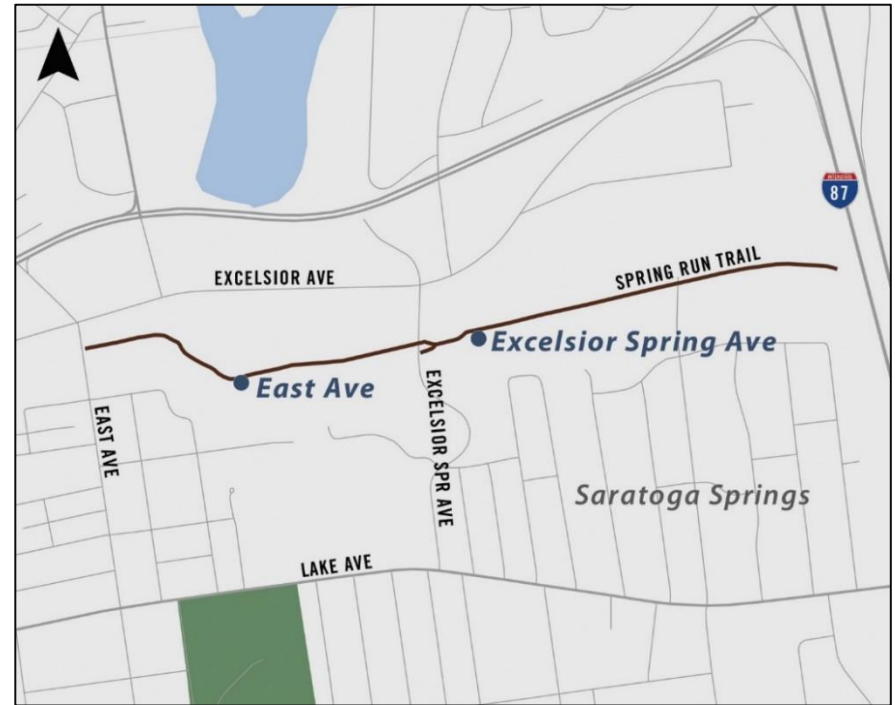 INTERSTATE
87
EXCELSIOR AVE
SPRING RUN TRAIL
Excelsior Spring Ave
East Ave
EAST AVE
EXCELSIOR SPR AVE
Saratoga Springs
LAKE AVE